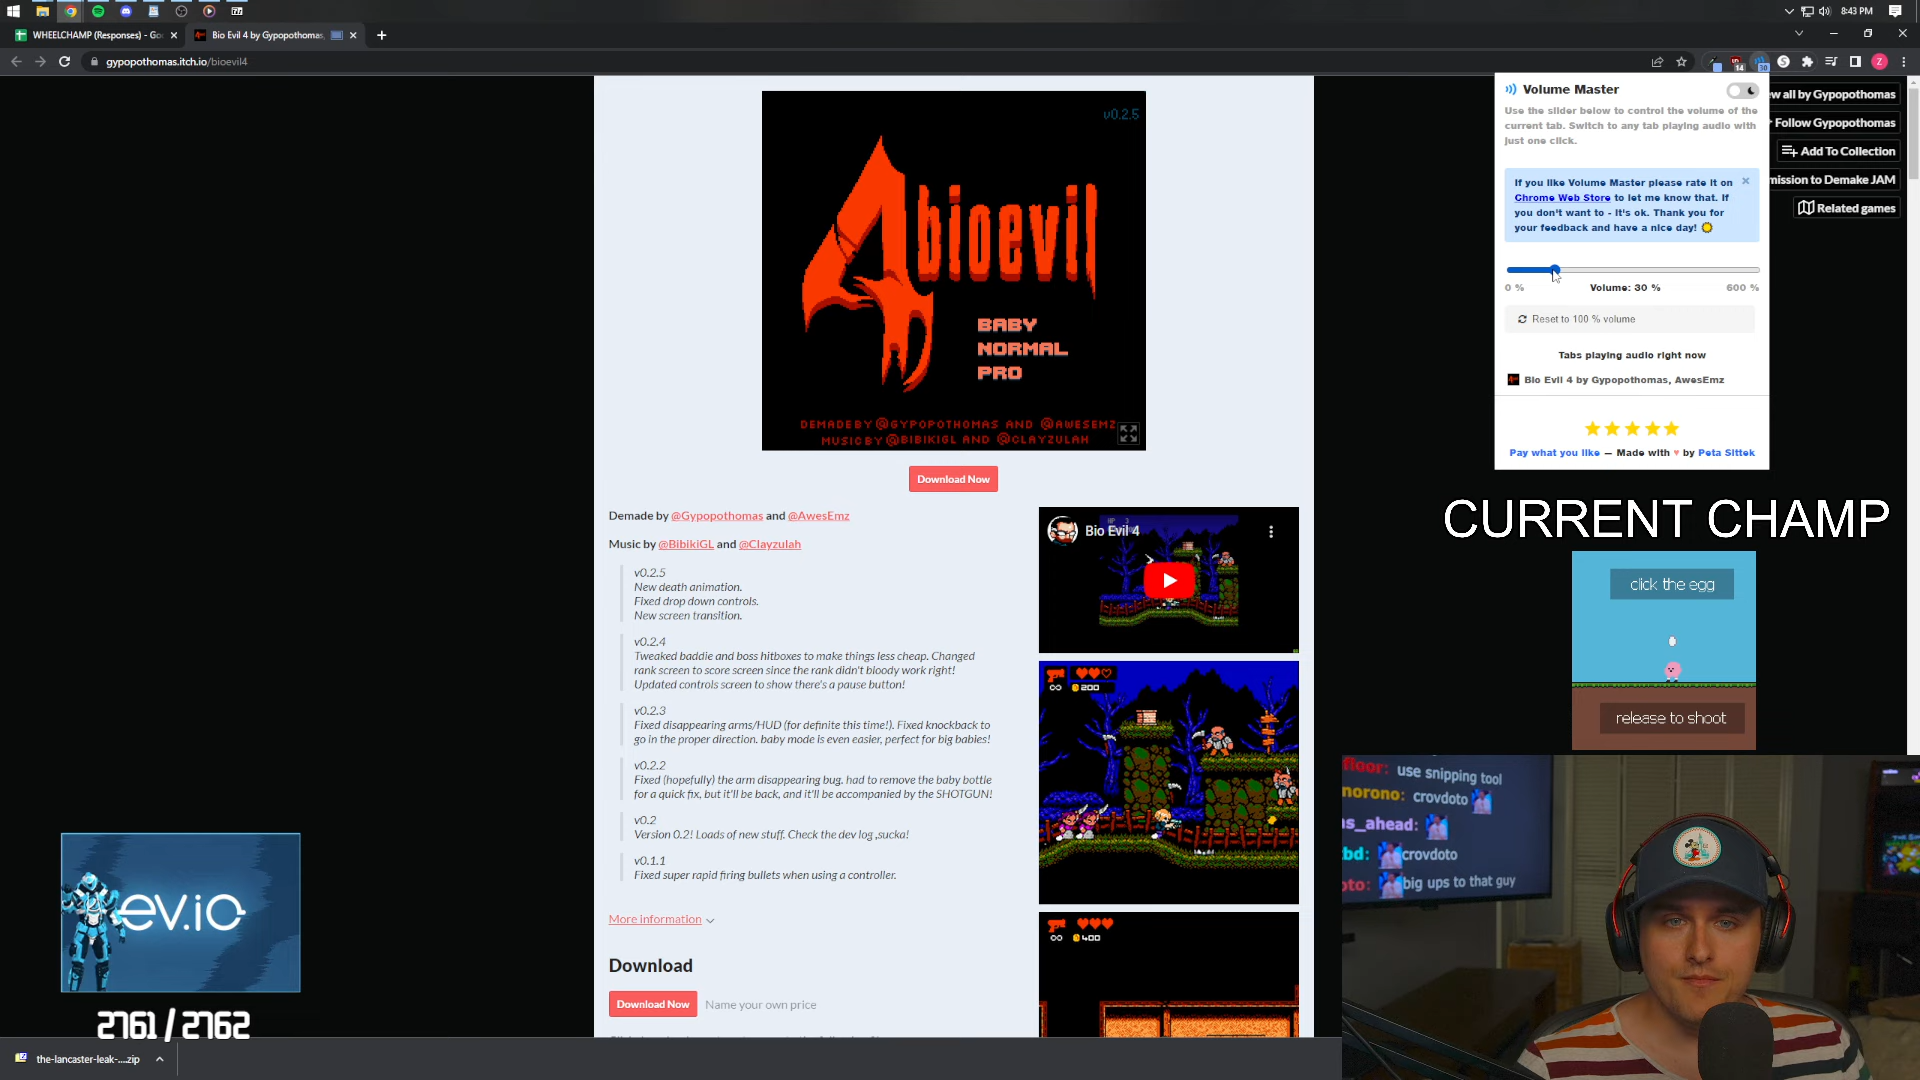 8:43 PM
WHEELCHAMP (Responses) - Goo
Bio Evil 4 by Gypopothomas,
gypopothomas.itch.io/bioevil4
14
30
Z
Volume Master
Use the slider below to control the volume of the
current tab. Switch to any tab playing audio with
just one click.
If you like Volume Master please rate it on
Chrome Web Store to let me know that. If
you don't want to - it's ok. Thank you for
your feedback and have a nice day!
0 %
Volume: 30 %
600 %
Reset to 100 % volume
Tabs playing audio right now
Bio Evil 4 by Gypopothomas, AwesEmz
Pay what you like — Made with ♥ by Peta Sittek
ew all by Gypopothomas
Follow Gypopothomas
Add To Collection
mission to Demake JAM
Related games
v0.2.5
4bioevil
BABY
NORMAL
PRO
DEMADE BY @GYPOPOTHOMAS AND @AWESEMZ
MUSIC BY @BIBIKIGL AND @CLAYZULAH
Download Now
Demade by @Gypopothomas and @AwesEmz
Music by @BibikiGL and @Clayzulah
v0.2.5
New death animation.
Fixed drop down controls.
New screen transition.
v0.2.4
Tweaked baddie and boss hitboxes to make things less cheap. Changed
rank screen to score screen since the rank didn't bloody work right!
Updated controls screen to show there's a pause button!
v0.2.3
Fixed disappearing arms/HUD (for definite this time!). Fixed knockback to
go in the proper direction. baby mode is even easier, perfect for big babies!
v0.2.2
Fixed (hopefully) the arm disappearing bug. had to remove the baby bottle
for a quick fix, but it'll be back, and it'll be accompanied by the SHOTGUN!
v0.2
Version 0.2! Loads of new stuff. Check the dev log ,sucka!
v0.1.1
Fixed super rapid firing bullets when using a controller.
More information
Download
Download Now
Name your own price
Bio Evil 4
HP 3
200
400
CURRENT CHAMP
click the egg
release to shoot
floor: use snipping tool
norono: crovdoto
as_ahead:
bd: crovdoto
oto: big ups to that guy
ev.io
2761 / 2762
the-lancaster-leak-....zip